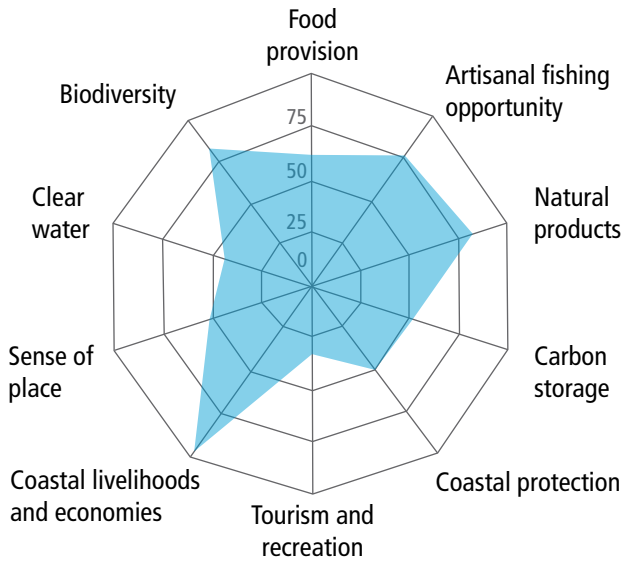 Food
provision
Artisanal fishing
opportunity
Natural
products
Carbon
storage
Coastal protection
Tourism and
recreation
Coastal livelihoods
and economies
Sense of
place
Clear
water
Biodiversity
75
50
25
0